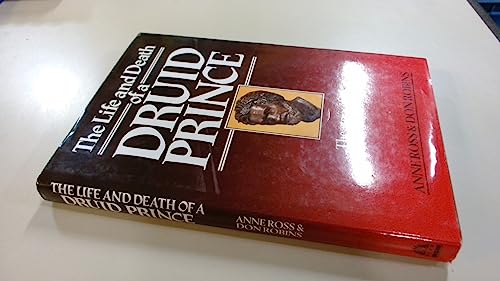 The Life and Death
of a
DRUID
PRINCE
ANNE ROSS & DON ROBINS
THE LIFE AND DEATH OF A
DRUID PRINCE
ANNE ROSS &
DON ROBINS